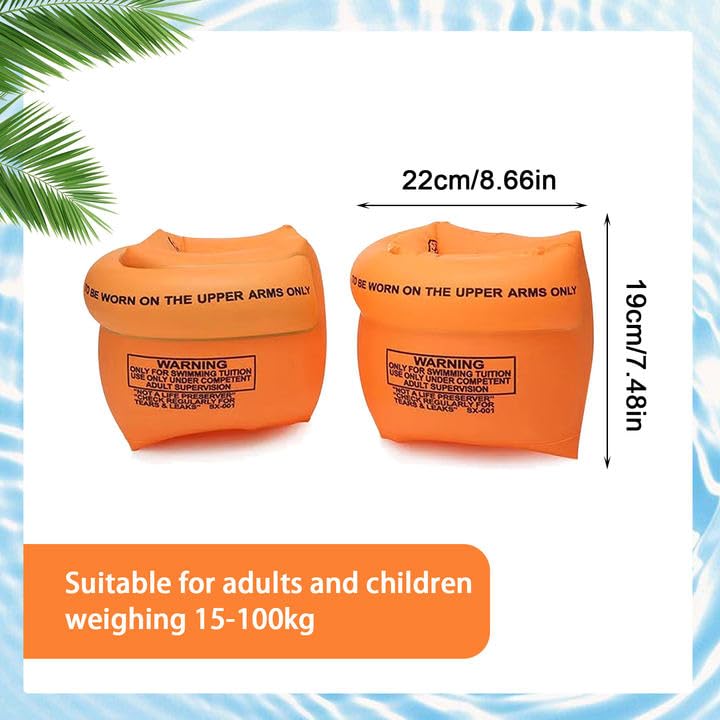 22cm/8.66in
19cm/7.48in
TO BE WORN ON THE UPPER ARMS ONLY
WARNING
ONLY FOR SWIMMING TUITION
USE ONLY UNDER COMPETENT
ADULT SUPERVISION
"NOT A LIFE PRESERVER"
"CHECK REGULARLY FOR
TEARS & LEAKS" SX-001
TO BE WORN ON THE UPPER ARMS ONLY
WARNING
ONLY FOR SWIMMING TUITION
USE ONLY UNDER COMPETENT
ADULT SUPERVISION
"NOT A LIFE PRESERVER"
"CHECK REGULARLY FOR
TEARS & LEAKS" SX-001
Suitable for adults and children
weighing 15-100kg